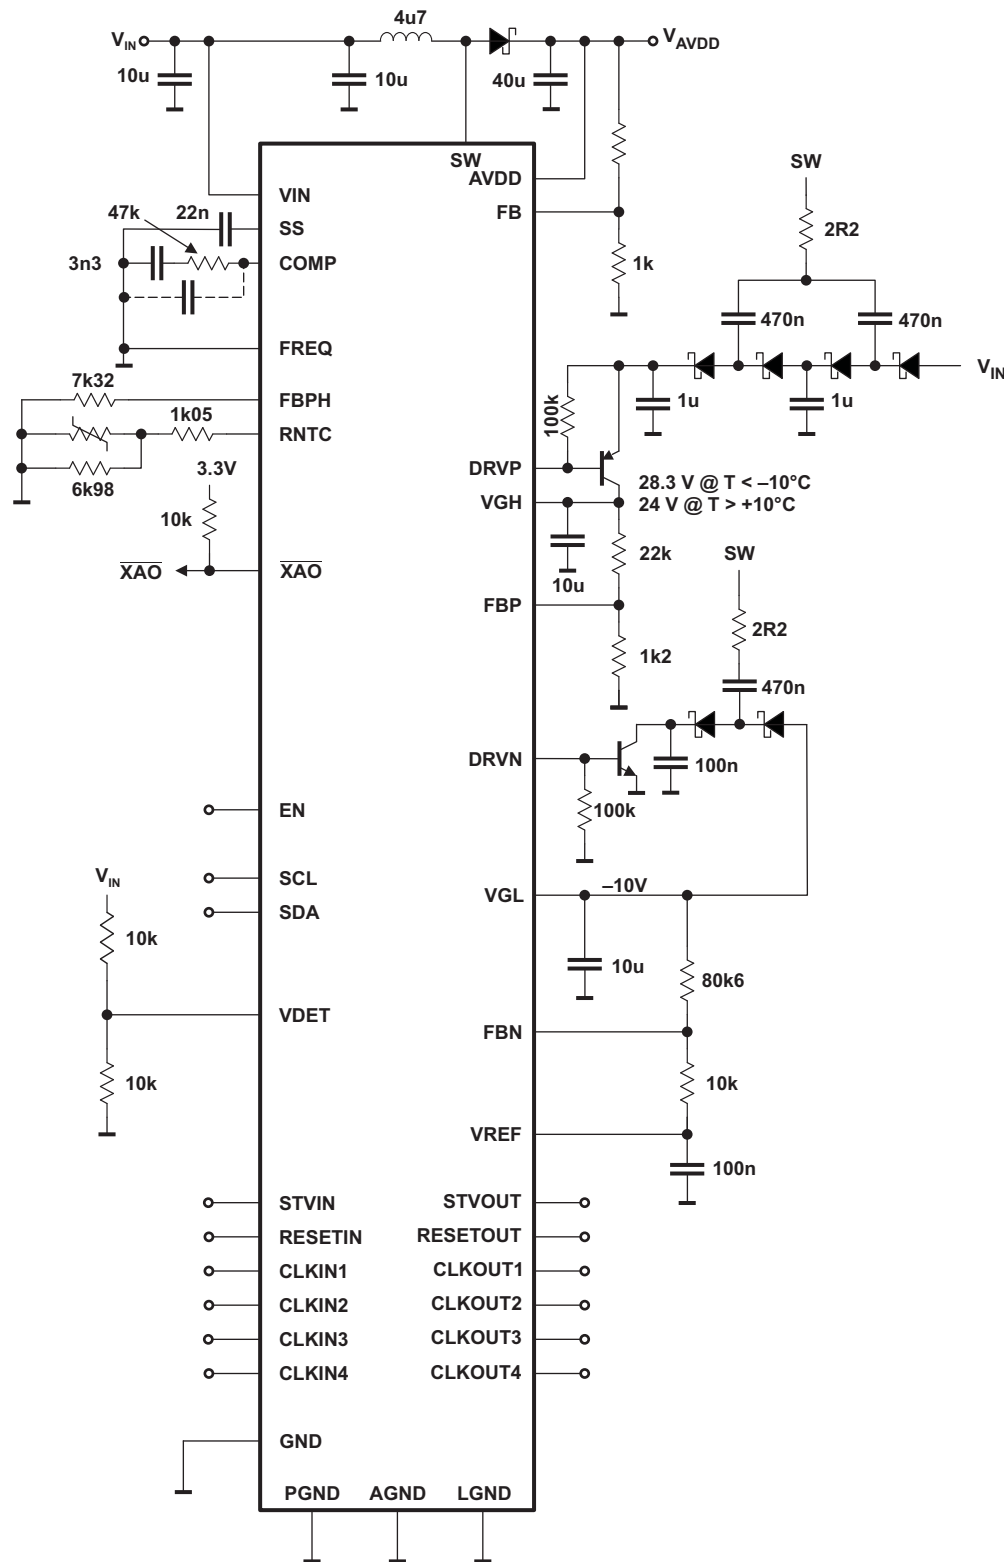 4u7
V_IN
V_AVDD
10u
10u
40u
SW
AVDD
SW
VIN
FB
47k
22n
2R2
SS
3n3
COMP
1k
470n
470n
FREQ
7k32
V_IN
FBPH
1k05
100k
1u
1u
RNTC
6k98
3.3V
DRVP
28.3 V @ T < –10°C
VGH
24 V @ T > +10°C
10k
22k
SW
XAO
XAO
10u
FBP
2R2
1k2
470n
DRVN
100n
EN
100k
V_IN
SCL
VGL
–10V
SDA
10k
10u
80k6
VDET
FBN
10k
10k
VREF
100n
STVIN
STVOUT
RESETIN
RESETOUT
CLKIN1
CLKOUT1
CLKIN2
CLKOUT2
CLKIN3
CLKOUT3
CLKIN4
CLKOUT4
GND
PGND
AGND
LGND